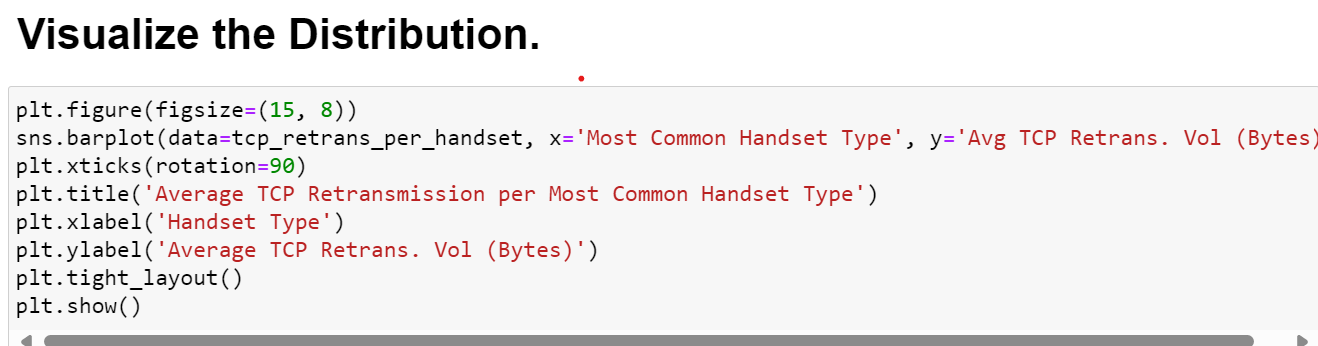 Visualize the Distribution.
plt.figure(figsize=(15, 8))
sns.barplot(data=tcp_retrans_per_handset, x='Most Common Handset Type', y='Avg TCP Retrans. Vol (Bytes)
plt.xticks(rotation=90)
plt.title('Average TCP Retransmission per Most Common Handset Type')
plt.xlabel('Handset Type')
plt.ylabel('Average TCP Retrans. Vol (Bytes)')
plt.tight_layout()
plt.show()